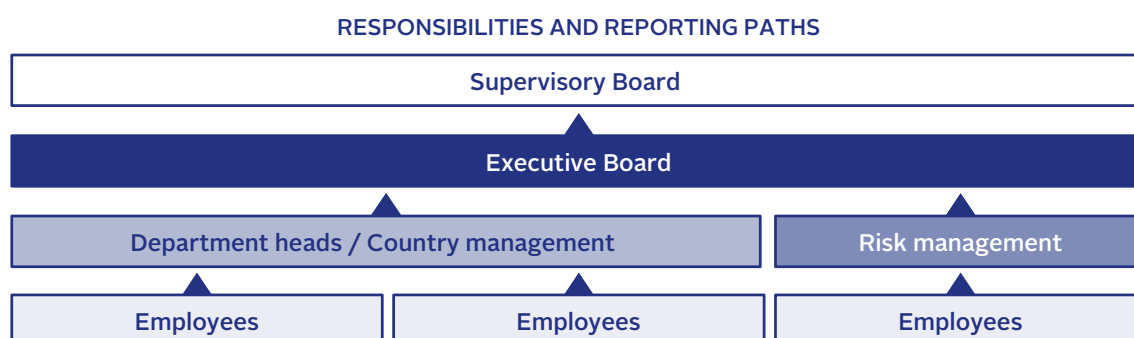 RESPONSIBILITIES AND REPORTING PATHS
Supervisory Board
Executive Board
Department heads / Country management
Risk management
Employees
Employees
Employees